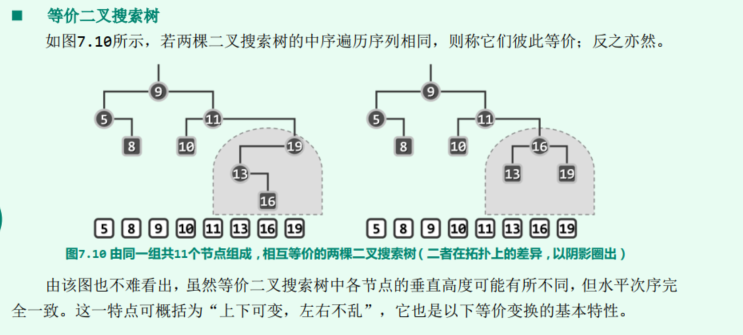 ■ 等价二叉搜索树
如图7.10所示，若两棵二叉搜索树的中序遍历序列相同，则称它们彼此等价；反之亦然。
9 9
5 11 5 11
8 10 19 8 10 16
13 13 19
16
5 8 9 10 11 13 16 19 5 8 9 10 11 13 16 19
图7.10 由同一组共11个节点组成，相互等价的两棵二叉搜索树（二者在拓扑上的差异，以阴影圈出）
由该图也不难看出，虽然等价二叉搜索树中各节点的垂直高度可能有所不同，但水平次序完
全一致。这一特点可概括为“上下可变，左右不乱”，它也是以下等价变换的基本特性。